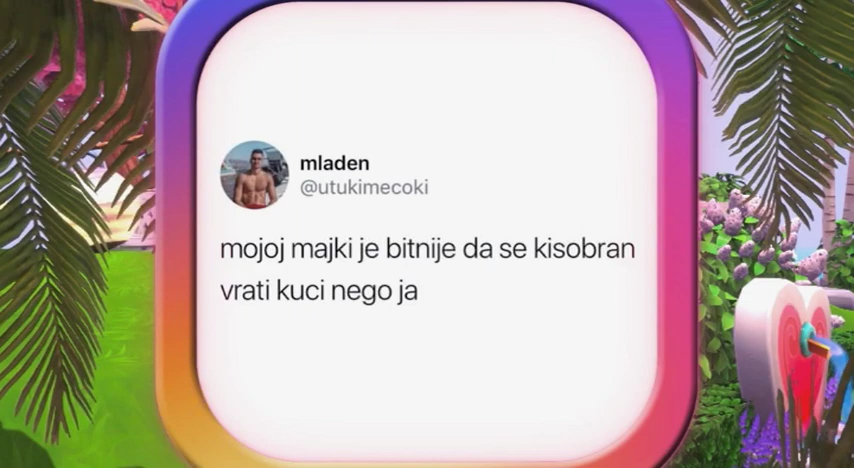 mladen
@utukimecoki
mojoj majki je bitnije da se kisobran
vrati kuci nego ja